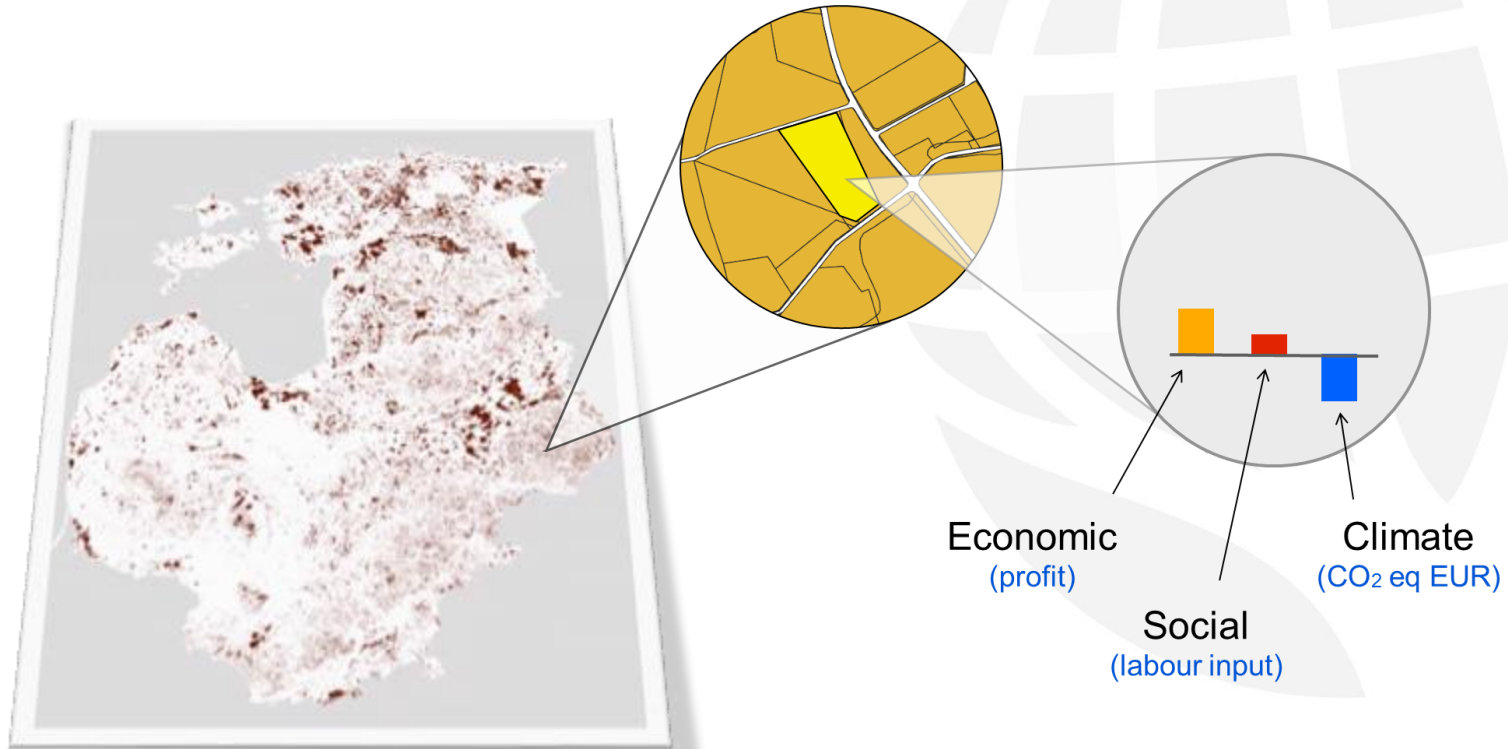 Economic
(profit)
Social
(labour input)
Climate
(CO₂ eq EUR)